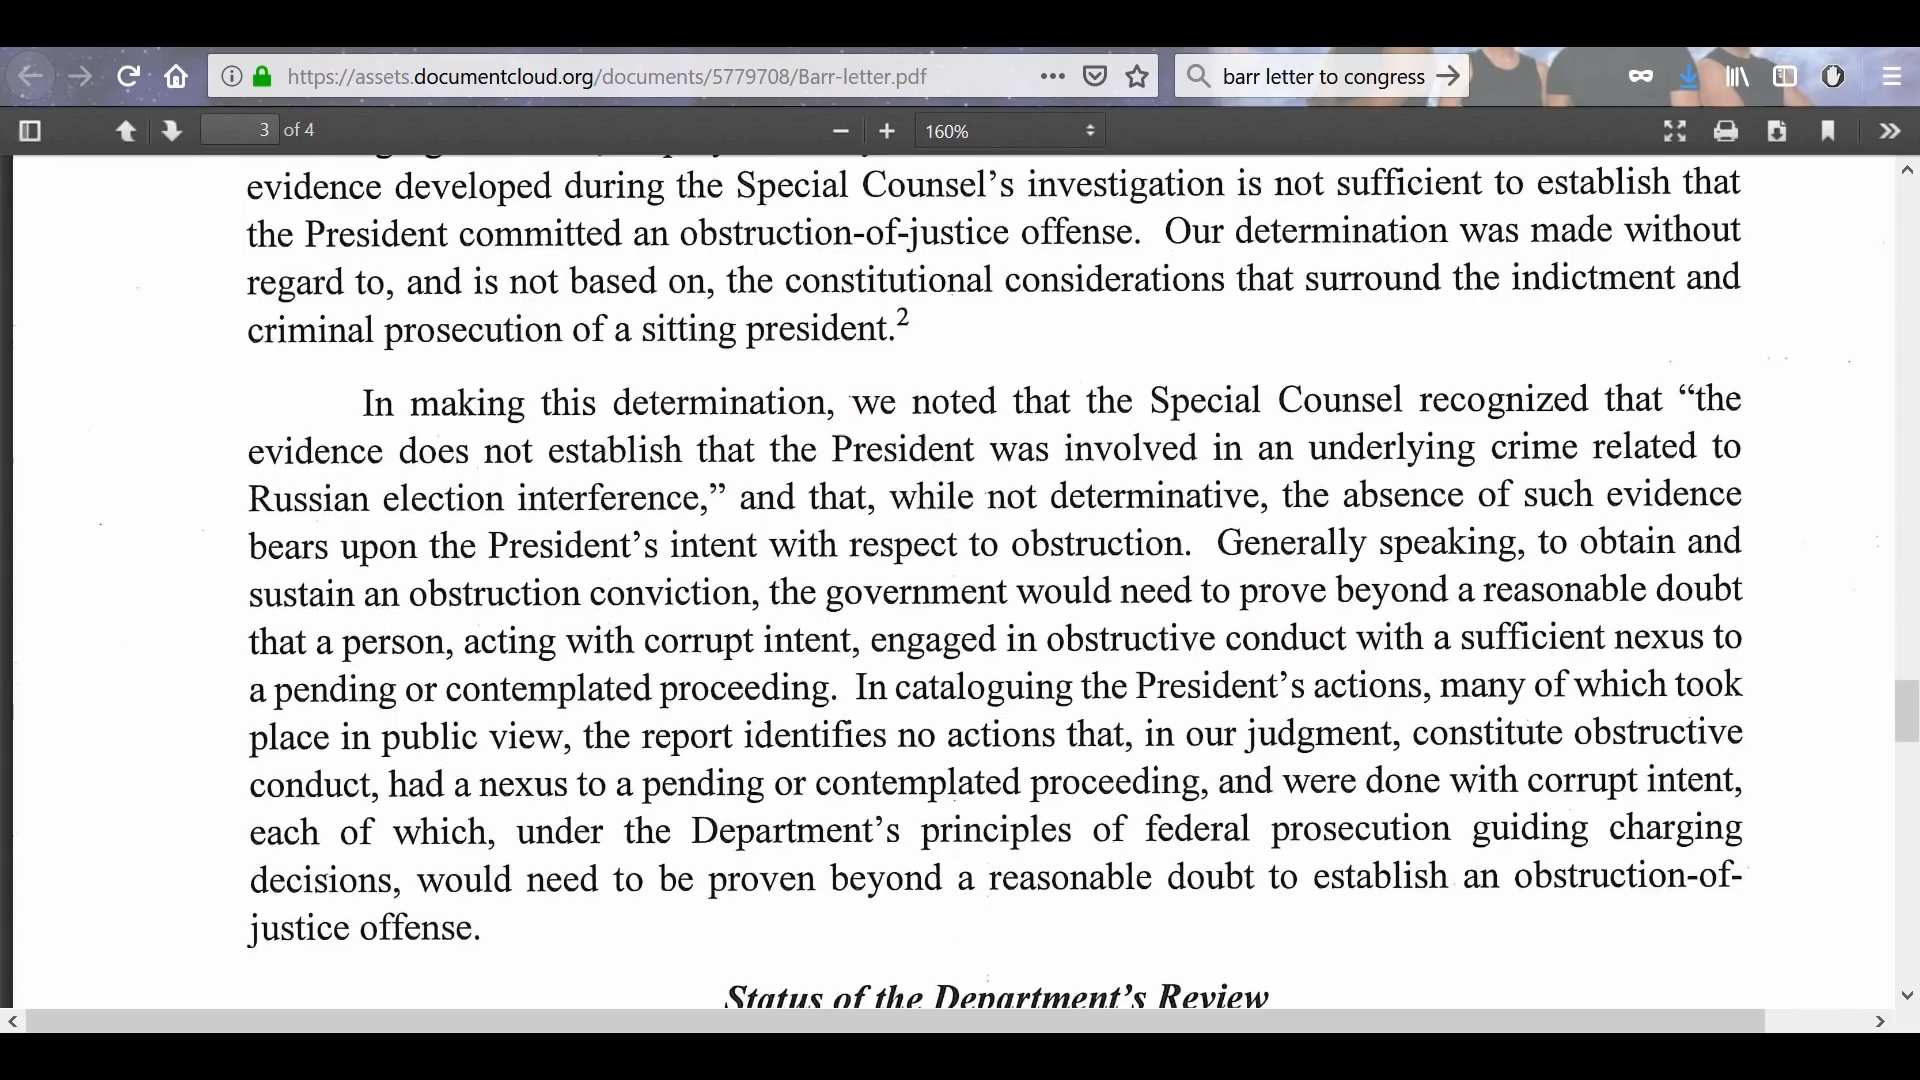 https://assets.documentcloud.org/documents/5779708/Barr-letter.pdf
barr letter to congress
3 of 4
160%
evidence developed during the Special Counsel’s investigation is not sufficient to establish that
the President committed an obstruction-of-justice offense. Our determination was made without
regard to, and is not based on, the constitutional considerations that surround the indictment and
criminal prosecution of a sitting president.2
In making this determination, we noted that the Special Counsel recognized that “the
evidence does not establish that the President was involved in an underlying crime related to
Russian election interference,” and that, while not determinative, the absence of such evidence
bears upon the President’s intent with respect to obstruction. Generally speaking, to obtain and
sustain an obstruction conviction, the government would need to prove beyond a reasonable doubt
that a person, acting with corrupt intent, engaged in obstructive conduct with a sufficient nexus to
a pending or contemplated proceeding. In cataloguing the President’s actions, many of which took
place in public view, the report identifies no actions that, in our judgment, constitute obstructive
conduct, had a nexus to a pending or contemplated proceeding, and were done with corrupt intent,
each of which, under the Department’s principles of federal prosecution guiding charging
decisions, would need to be proven beyond a reasonable doubt to establish an obstruction-of-
justice offense.
Status of the Department’s Review